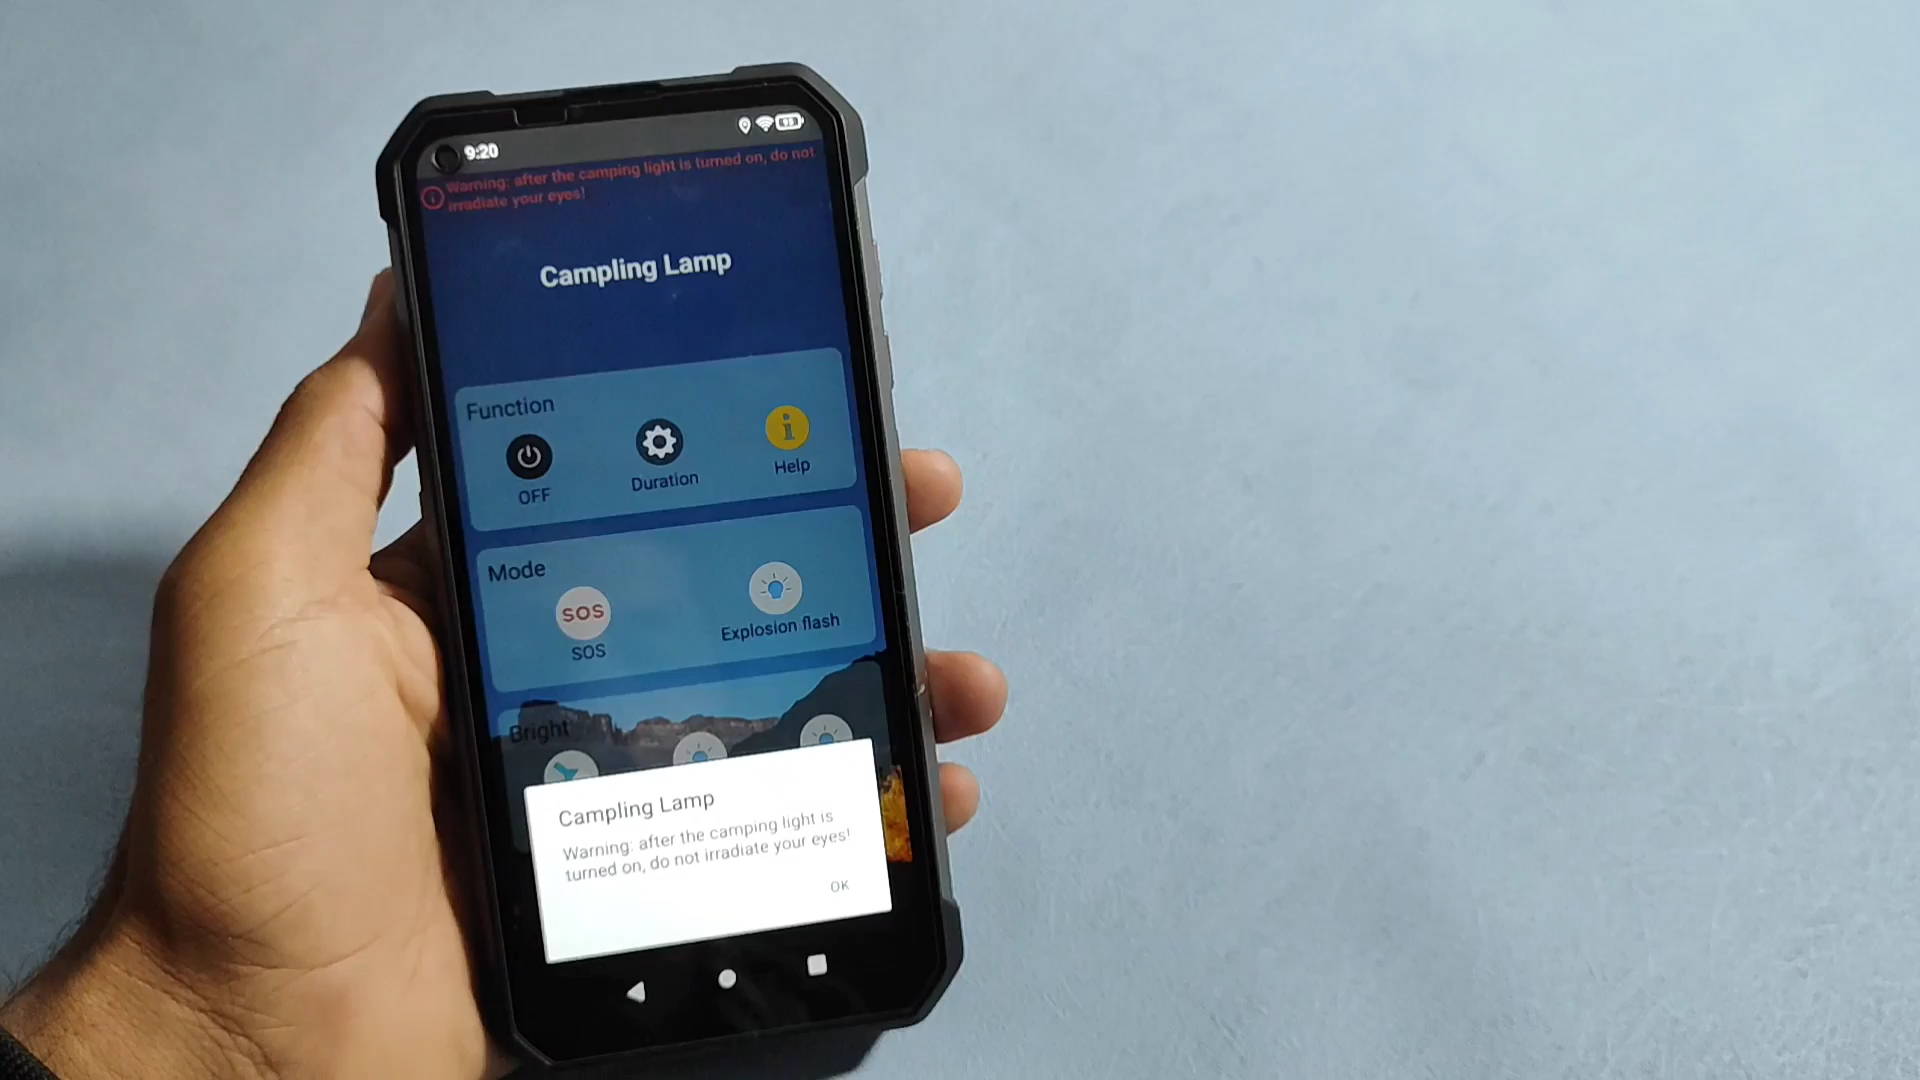 9:20
93
Warning: after the camping light is turned on, do not
irradiate your eyes!
Campling Lamp
Function
OFF
Duration
Help
Mode
SOS
SOS
Explosion flash
Bright
Campling Lamp
Warning: after the camping light is
turned on, do not irradiate your eyes!
OK